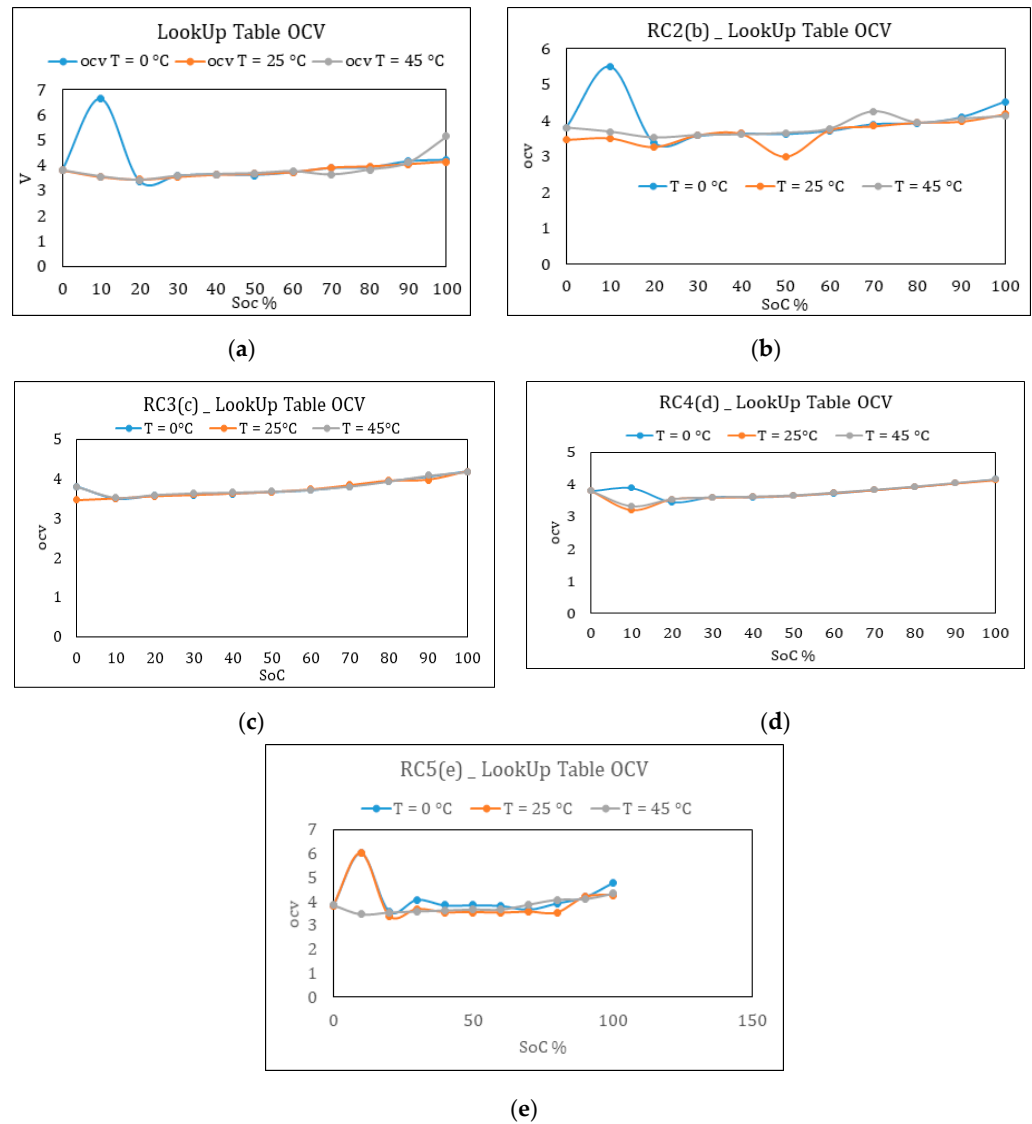 LookUp Table OCV
ocv T = 0 °C ocv T = 25 °C ocv T = 45 °C
7
6
5
4
3
2
1
0
V
0 10 20 30 40 50 60 70 80 90 100
Soc %
(a)
RC2(b) _ LookUp Table OCV
T = 0 °C T = 25 °C T = 45 °C
6
5
4
3
2
1
0
ocv
0 10 20 30 40 50 60 70 80 90 100
SoC %
(b)
RC3(c) _ LookUp Table OCV
T = 0°C T = 25°C T = 45°C
5
4
3
2
1
0
ocv
0 10 20 30 40 50 60 70 80 90 100
SoC
(c)
RC4(d) _ LookUp Table OCV
T = 0 °C T = 25°C T = 45 °C
5
4
3
2
1
0
ocv
0 10 20 30 40 50 60 70 80 90 100
SoC %
(d)
RC5(e) _ LookUp Table OCV
T = 0 °C T = 25 °C T = 45 °C
7
6
5
4
3
2
1
0
ocv
0 50 100 150
SoC %
(e)